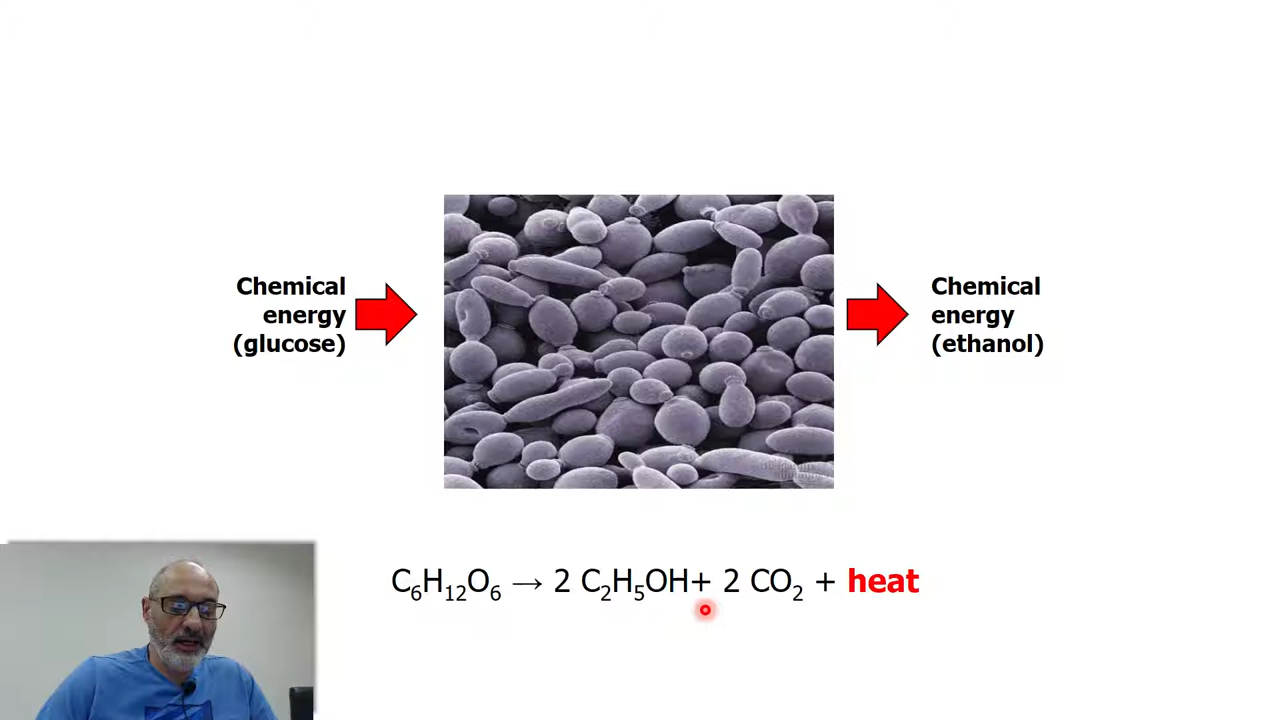 Chemical
energy
(glucose)
Chemical
energy
(ethanol)
C₆H₁₂O₆ → 2 C₂H₅OH+ 2 CO₂ + heat